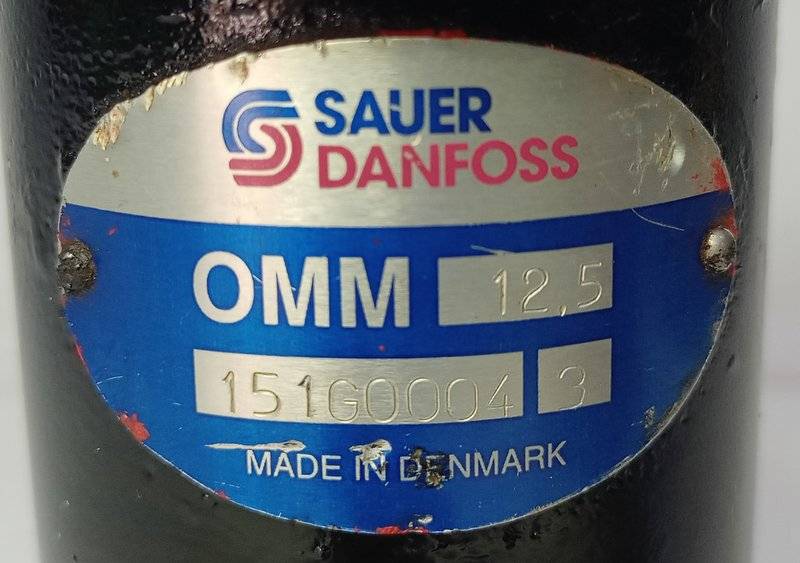 SAUER
DANFOSS
OMM 12,5
151G0004 3
MADE IN DENMARK